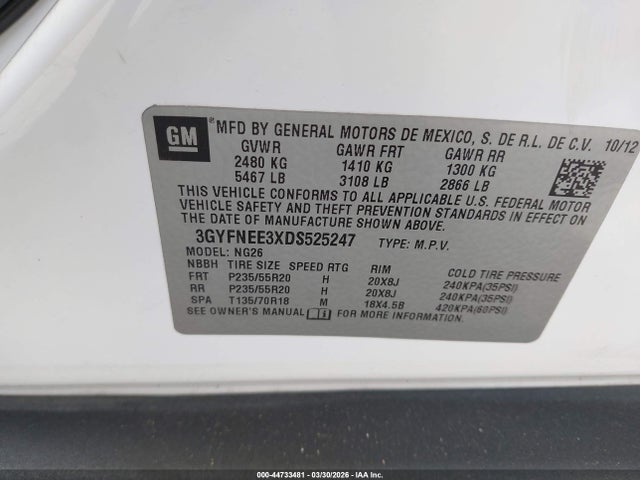 GM ® MFD BY GENERAL MOTORS DE MEXICO, S. DE R.L. DE C.V. 10/12
GVWR GAWR FRT GAWR RR
2480 KG 1410 KG 1300 KG
5467 LB 3108 LB 2866 LB
THIS VEHICLE CONFORMS TO ALL APPLICABLE U.S. FEDERAL MOTOR
VEHICLE SAFETY AND THEFT PREVENTION STANDARDS IN EFFECT ON THE
DATE OF MANUFACTURE SHOWN ABOVE.
3GYFNEE3XDS525247 TYPE: M.P.V.
MODEL: NG26
NBBH TIRE SIZE SPEED RTG RIM COLD TIRE PRESSURE
FRT P235/55R20 H 20X8J 240KPA(35PSI)
RR P235/55R20 H 20X8J 240KPA(35PSI)
SPA T135/70R18 M 18X4.5B 420KPA(60PSI)
SEE OWNER'S MANUAL FOR MORE INFORMATION.
000-44733481 | 03/30/2026 - IAA Inc.